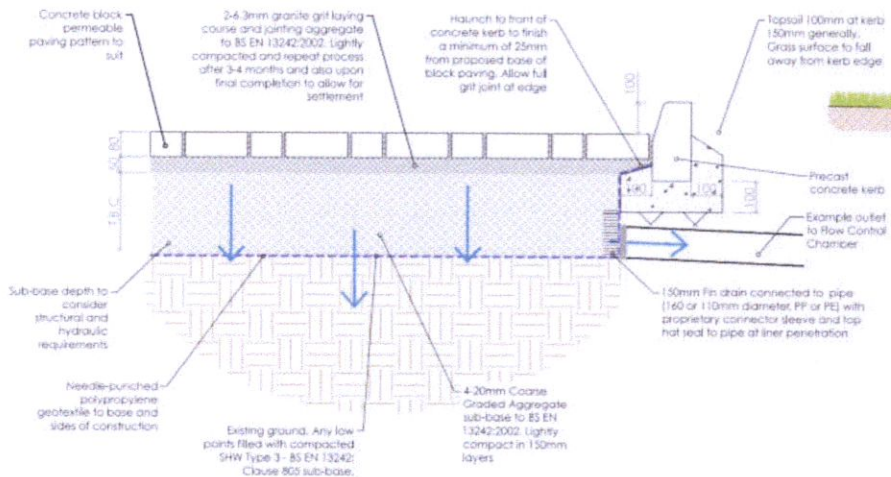 Concrete block
permeable
paving pattern to
suit
2-6.3mm granite grit laying
course and jointing aggregate
to BS EN 13242:2002. Lightly
compacted and repeat process
after 3-4 months and also upon
final completion to allow for
settlement
Haunch to front of
concrete kerb to finish
a minimum of 25mm
from proposed base of
block paving. Allow full
grit joint at edge
Topsoil 100mm at kerb
150mm generally.
Grass surface to fall
away from kerb edge
100
80
50
T.B.C
100
100
Precast
concrete kerb
Example outlet
to Flow Control
Chamber
Sub-base depth to
consider
structural and
hydraulic
requirements
150mm Fin drain connected to pipe
(160 or 110mm diameter, PP or PE) with
proprietary connector sleeve and top
hat seal to pipe at liner penetration
Needle-punched
polypropylene
geotextile to base and
sides of construction
Existing ground. Any low
points filled with compacted
SHW Type 3 - BS EN 13242:
Clause 805 sub-base.
4-20mm Coarse
Graded Aggregate
sub-base to BS EN
13242:2002. Lightly
compact in 150mm
layers